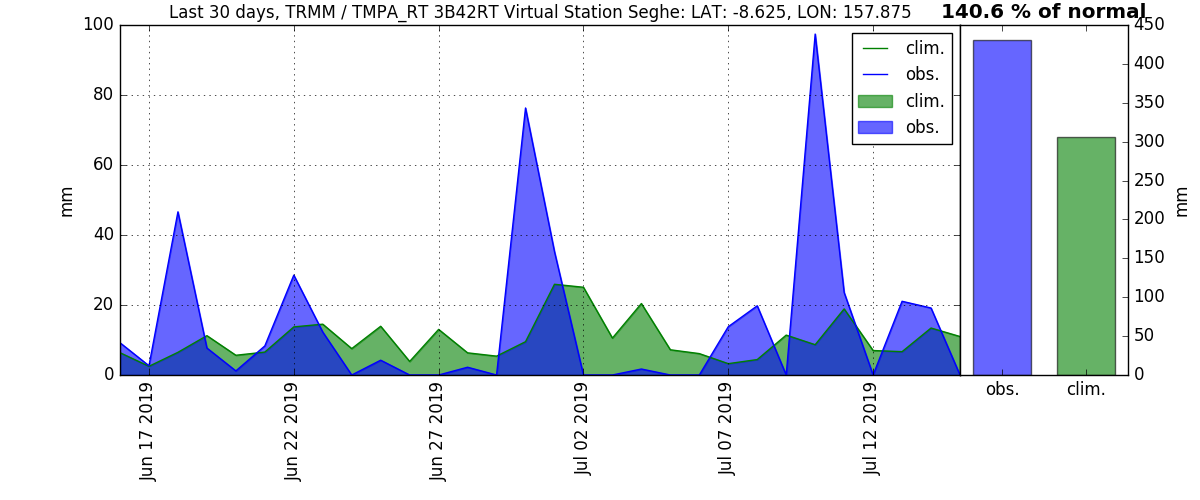 Last 30 days, TRMM / TMPA_RT 3B42RT Virtual Station Seghe: LAT: -8.625, LON: 157.875
140.6 % of normal
100
80
60
40
20
0
mm
clim.
obs.
clim.
obs.
450
400
350
300
250
200
150
100
50
0
mm
Jun 17 2019
Jun 22 2019
Jun 27 2019
Jul 02 2019
Jul 07 2019
Jul 12 2019
obs.
clim.